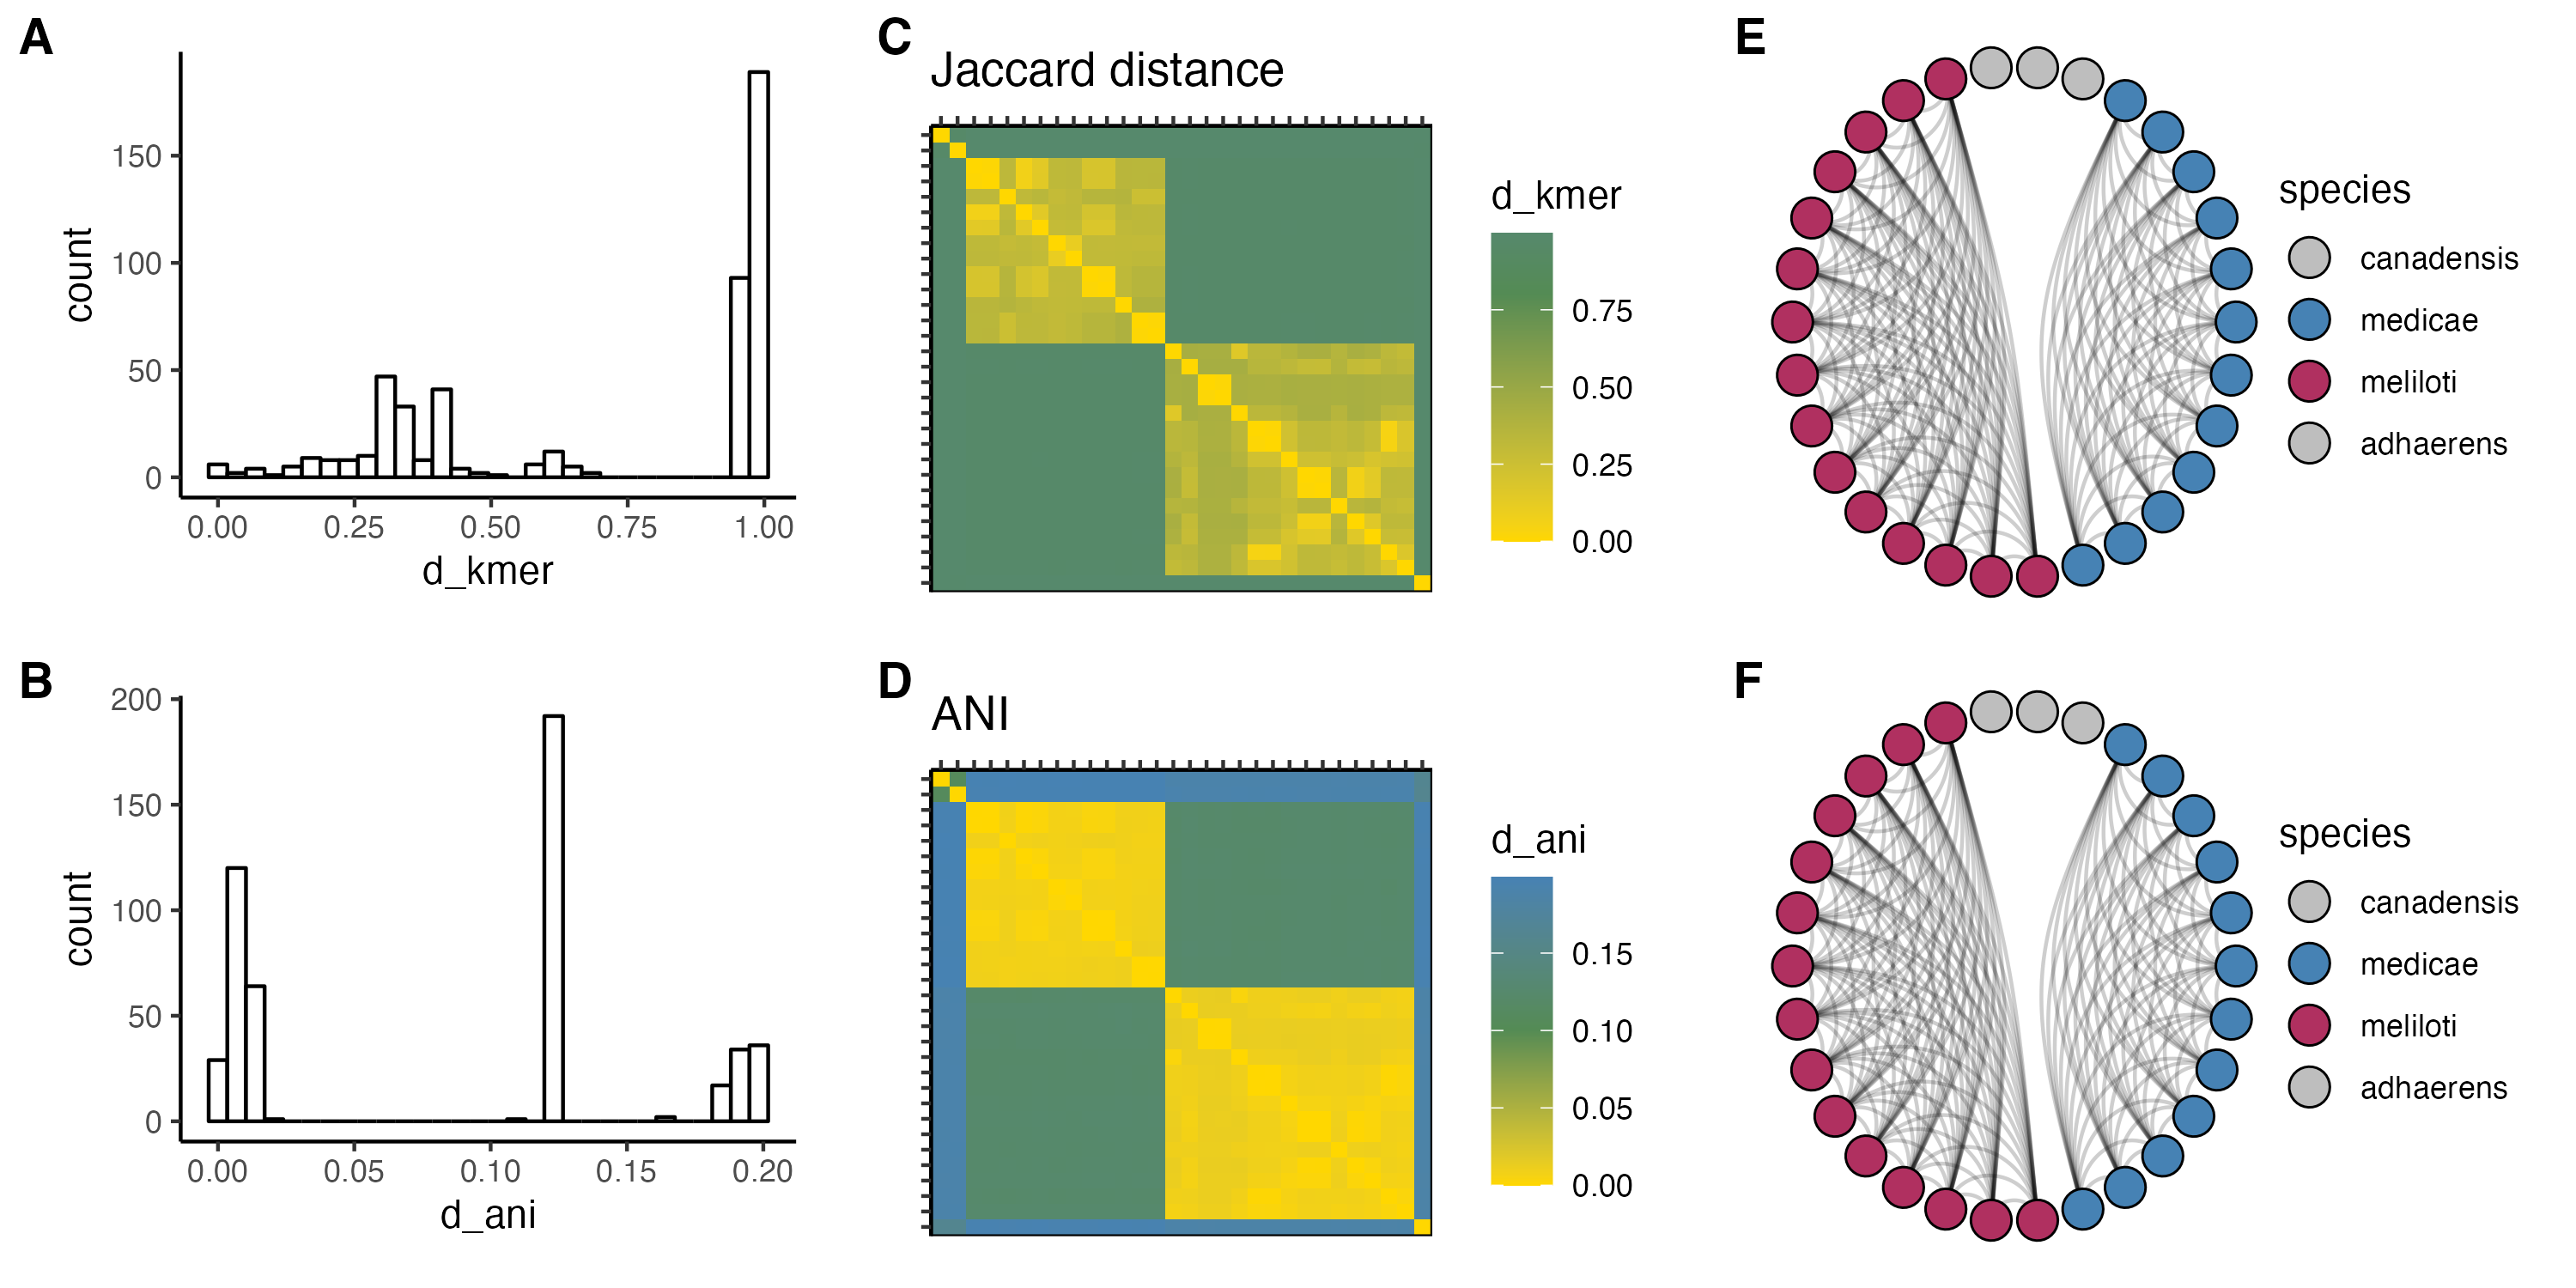 A
count
150
100
50
0
0.00 0.25 0.50 0.75 1.00
d_kmer
B
count
200
150
100
50
0
0.00 0.05 0.10 0.15 0.20
d_ani
C
Jaccard distance
d_kmer
0.75
0.50
0.25
0.00
D
ANI
d_ani
0.15
0.10
0.05
0.00
E
species
canadensis
medicae
meliloti
adhaerens
F
species
canadensis
medicae
meliloti
adhaerens